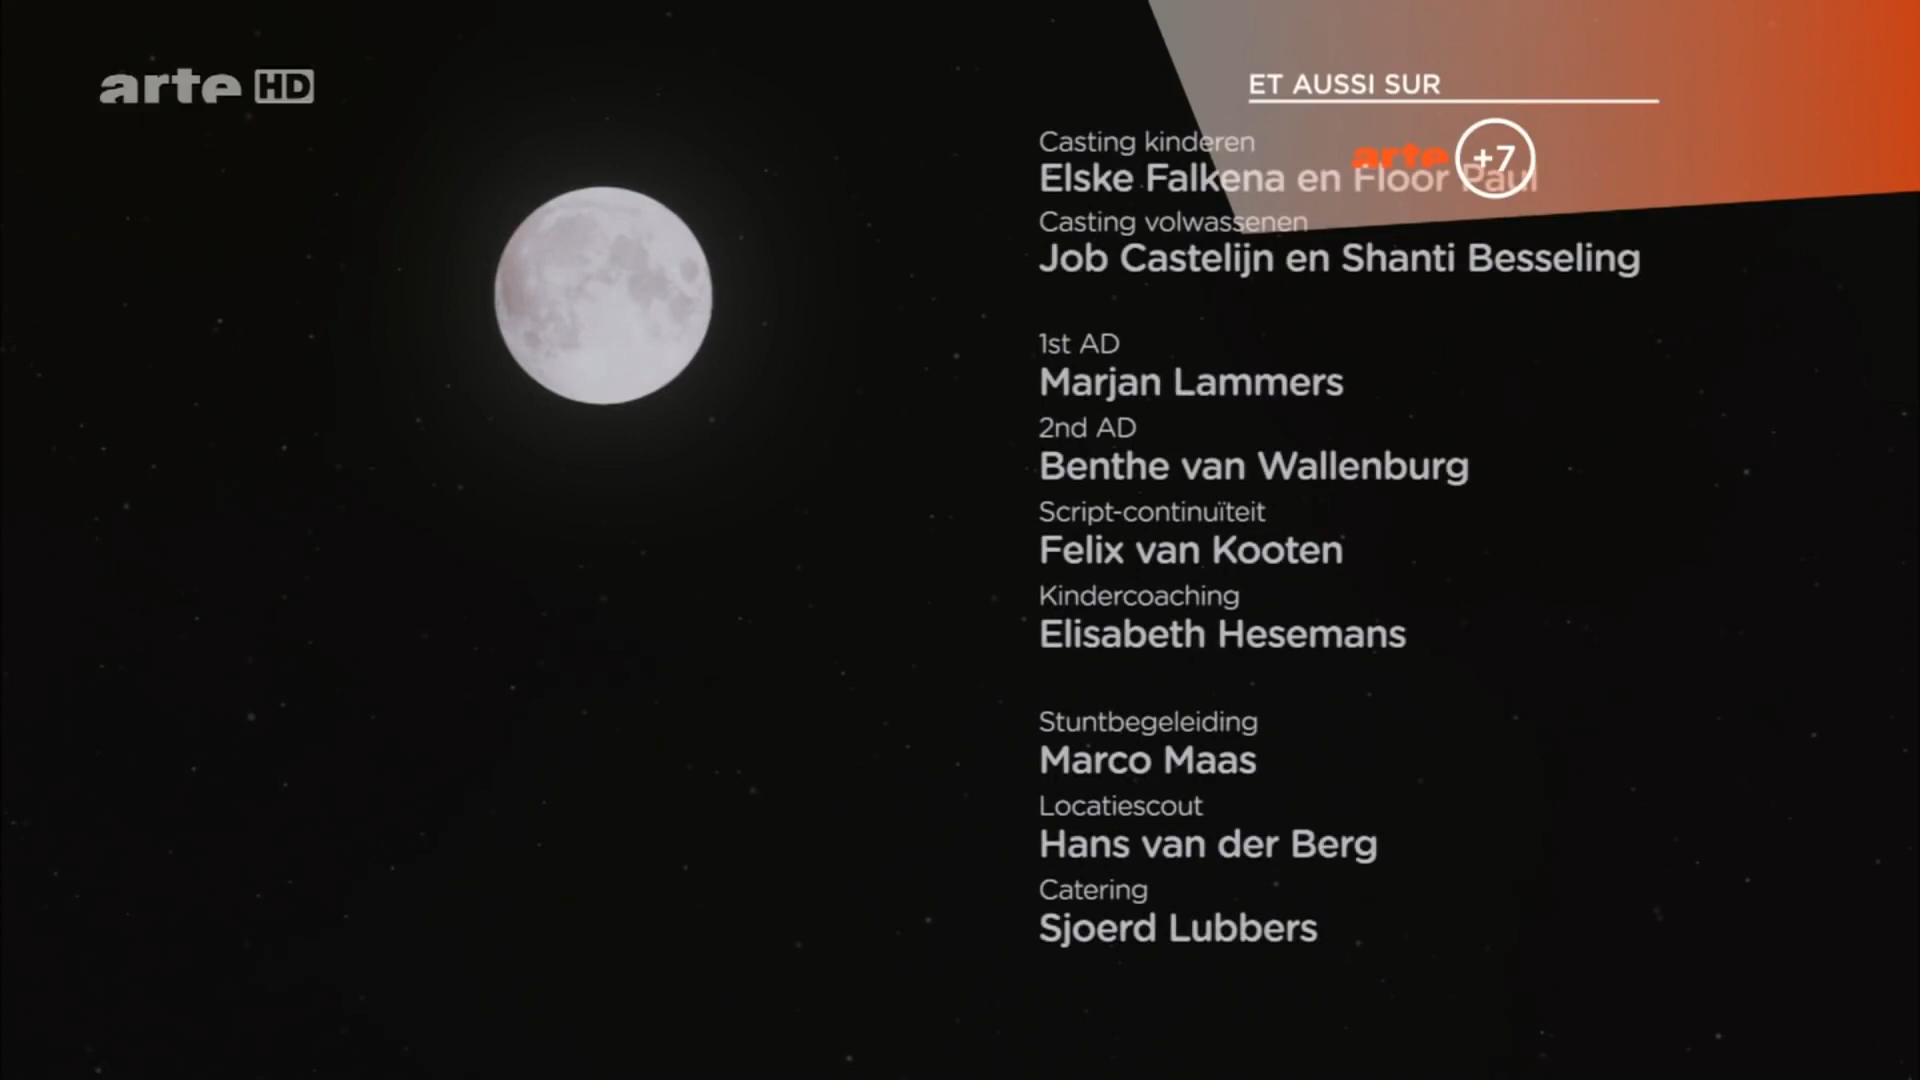 arte HD
ET AUSSI SUR
arte +7
Casting kinderen
Elske Falkena en Floor Paul
Casting volwassenen
Job Castelijn en Shanti Besseling
1st AD
Marjan Lammers
2nd AD
Benthe van Wallenburg
Script-continuïteit
Felix van Kooten
Kindercoaching
Elisabeth Hesemans
Stuntbegeleiding
Marco Maas
Locatiescout
Hans van der Berg
Catering
Sjoerd Lubbers